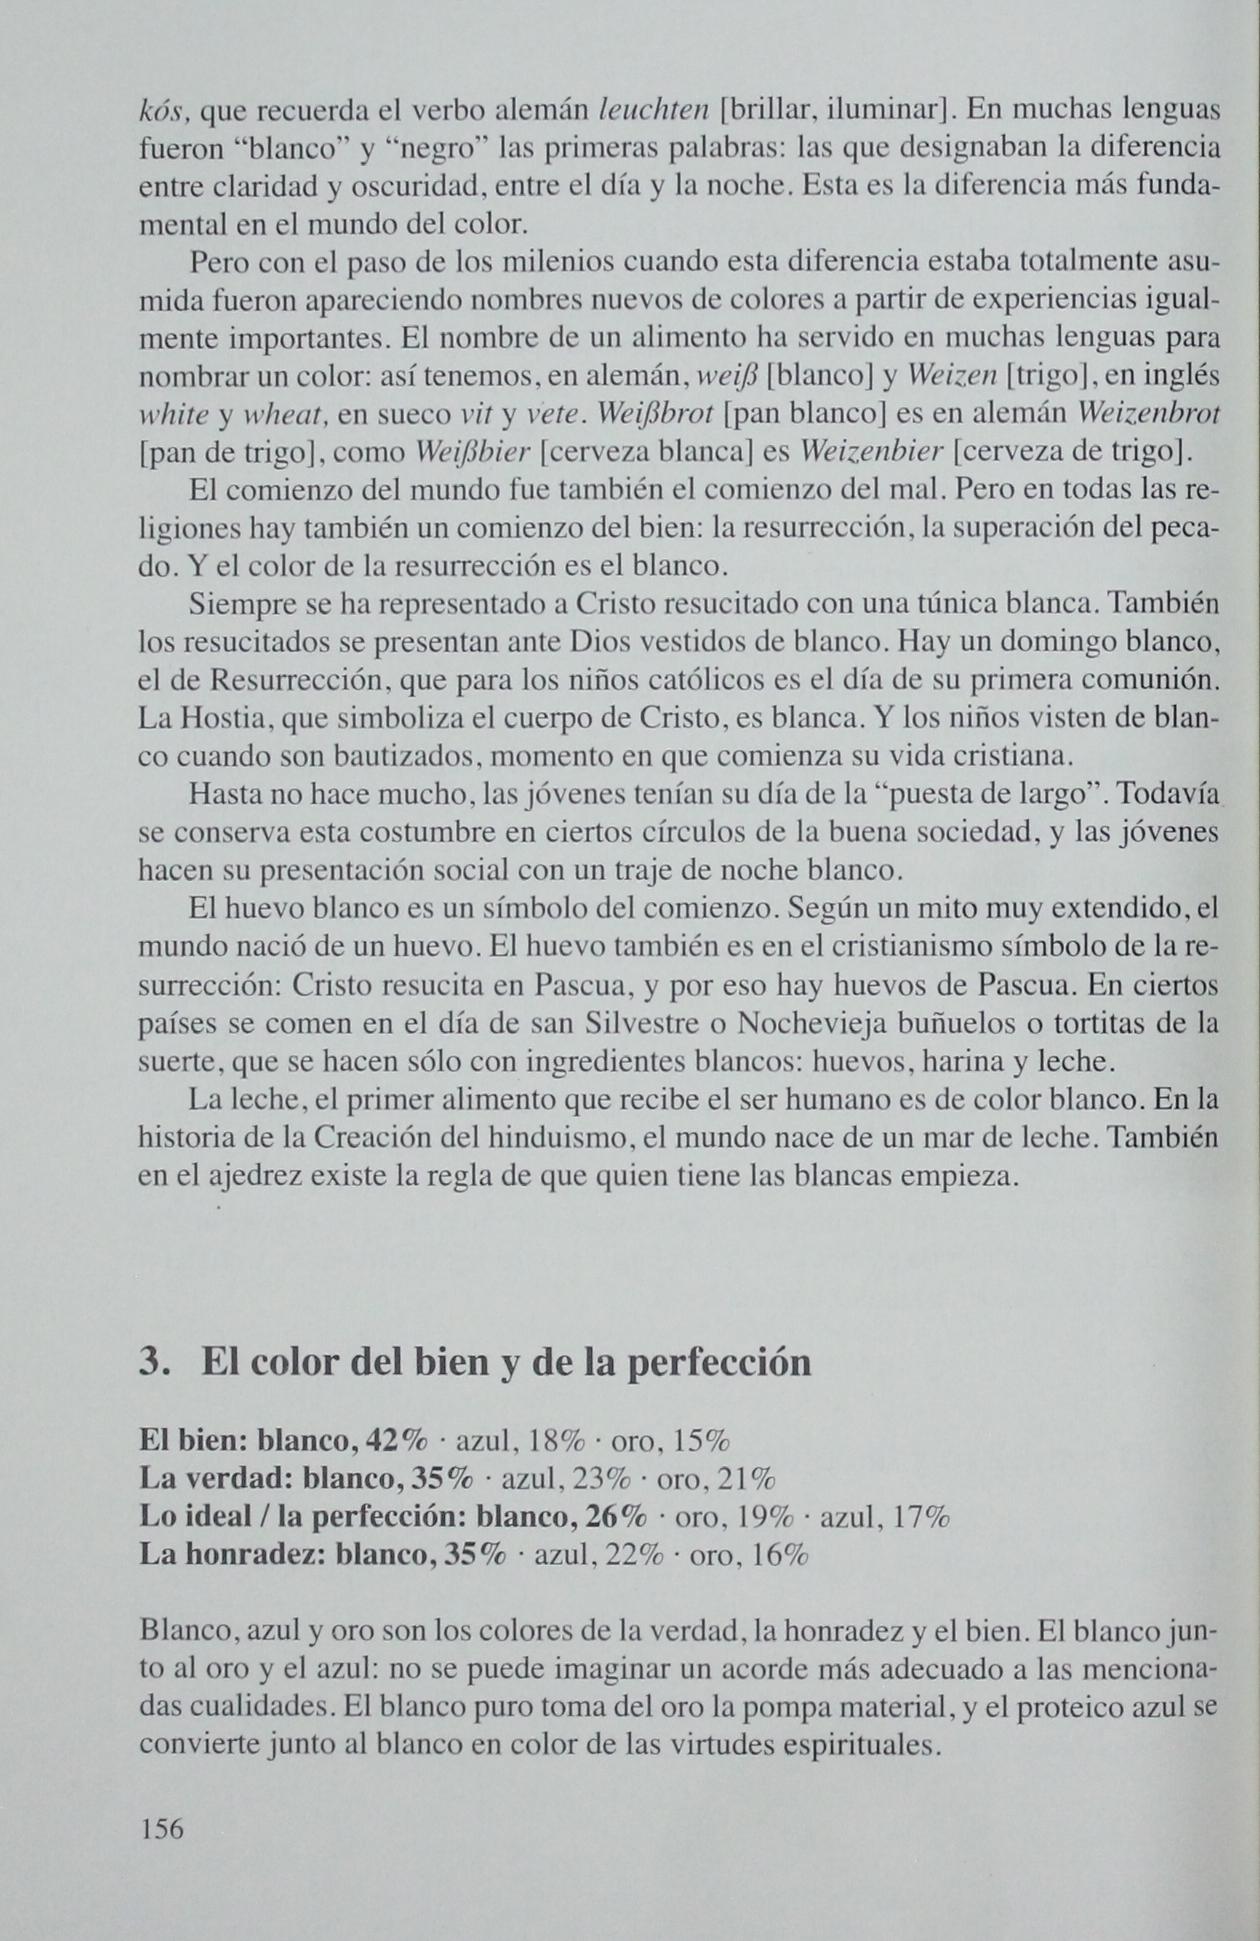 kós, que recuerda el verbo alemán leuchten [brillar, iluminar]. En muchas lenguas
fueron “blanco” y “negro” las primeras palabras: las que designaban la diferencia
entre claridad y oscuridad, entre el día y la noche. Esta es la diferencia más funda-
mental en el mundo del color.
Pero con el paso de los milenios cuando esta diferencia estaba totalmente asu-
mida fueron apareciendo nombres nuevos de colores a partir de experiencias igual-
mente importantes. El nombre de un alimento ha servido en muchas lenguas para
nombrar un color: así tenemos, en alemán, weiß [blanco] y Weizen [trigo], en inglés
white y wheat, en sueco vit y vete. Weißbrot [pan blanco] es en alemán Weizenbrot
[pan de trigo], como Weißbier [cerveza blanca] es Weizenbier [cerveza de trigo].
El comienzo del mundo fue también el comienzo del mal. Pero en todas las re-
ligiones hay también un comienzo del bien: la resurrección, la superación del peca-
do. Y el color de la resurrección es el blanco.
Siempre se ha representado a Cristo resucitado con una túnica blanca. También
los resucitados se presentan ante Dios vestidos de blanco. Hay un domingo blanco,
el de Resurrección, que para los niños católicos es el día de su primera comunión.
La Hostia, que simboliza el cuerpo de Cristo, es blanca. Y los niños visten de blan-
co cuando son bautizados, momento en que comienza su vida cristiana.
Hasta no hace mucho, las jóvenes tenían su día de la “puesta de largo”. Todavía
se conserva esta costumbre en ciertos círculos de la buena sociedad, y las jóvenes
hacen su presentación social con un traje de noche blanco.
El huevo blanco es un símbolo del comienzo. Según un mito muy extendido, el
mundo nació de un huevo. El huevo también es en el cristianismo símbolo de la re-
surrección: Cristo resucita en Pascua, y por eso hay huevos de Pascua. En ciertos
países se comen en el día de san Silvestre o Nochevieja buñuelos o tortitas de la
suerte, que se hacen sólo con ingredientes blancos: huevos, harina y leche.
La leche, el primer alimento que recibe el ser humano es de color blanco. En la
historia de la Creación del hinduismo, el mundo nace de un mar de leche. También
en el ajedrez existe la regla de que quien tiene las blancas empieza.
3. El color del bien y de la perfección
El bien: blanco, 42% · azul, 18% · oro, 15%
La verdad: blanco, 35% · azul, 23% · oro, 21%
Lo ideal / la perfección: blanco, 26% · oro, 19% · azul, 17%
La honradez: blanco, 35% · azul, 22% · oro, 16%
Blanco, azul y oro son los colores de la verdad, la honradez y el bien. El blanco jun-
to al oro y el azul: no se puede imaginar un acorde más adecuado a las menciona-
das cualidades. El blanco puro toma del oro la pompa material, y el proteico azul se
convierte junto al blanco en color de las virtudes espirituales.
156